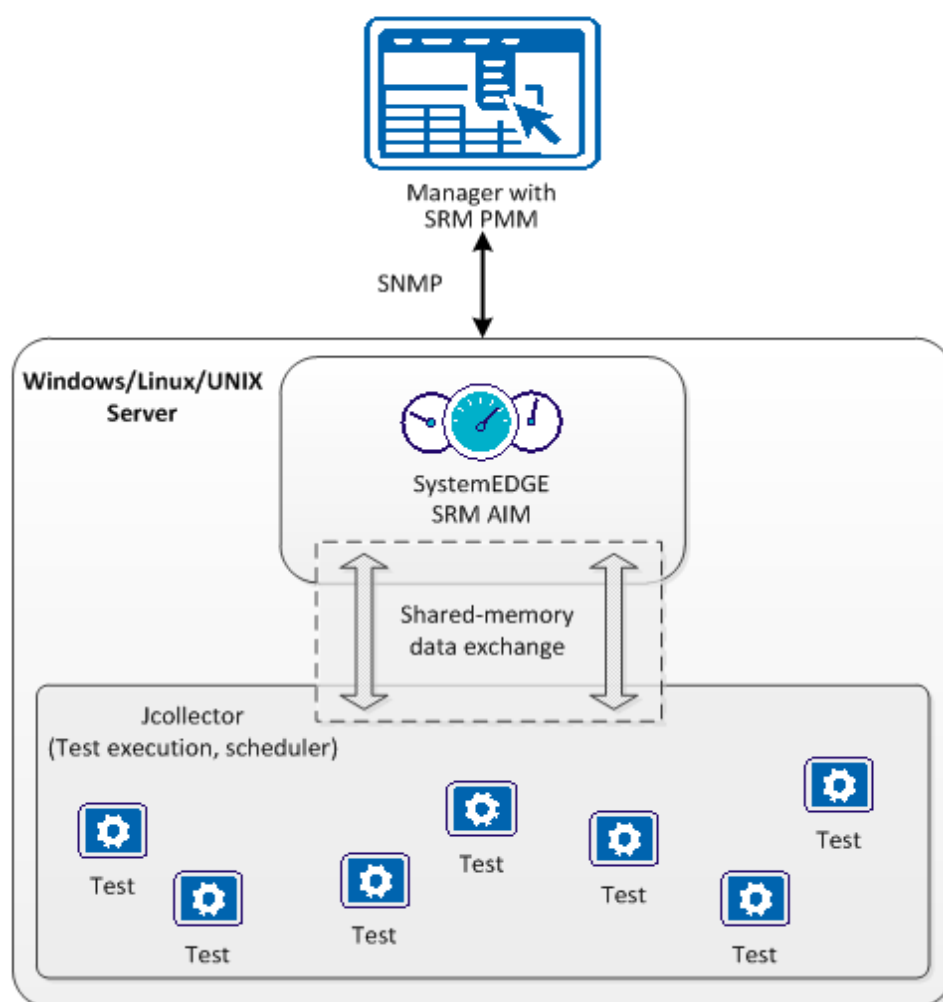 Manager with
SRM PMM
SNMP
Windows/Linux/UNIX
Server
SystemEDGE
SRM AIM
Shared-memory
data exchange
Jcollector
(Test execution, scheduler)
Test
Test
Test
Test
Test
Test
Test